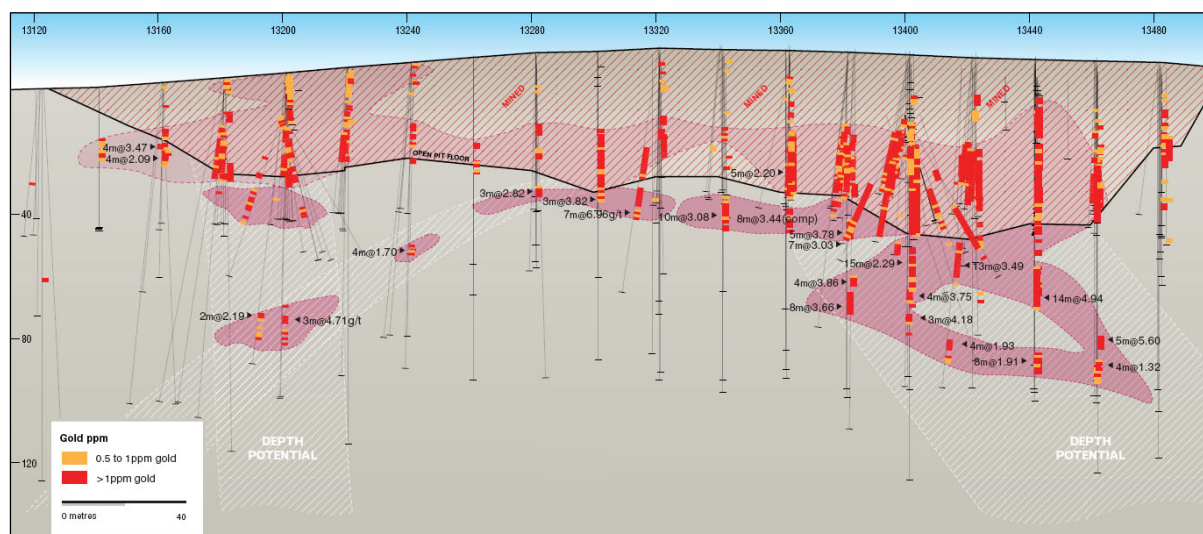 13120 13160 13200 13240 13280 13320 13360 13400 13440 13480
MINED MINED MINED
4m@3.47
4m@2.09
OPEN PIT FLOOR
5m@2.20
3m@2.82
3m@3.82
40
7m@6.96g/t
10m@3.08
8m@3.44(comp)
5m@3.78
7m@3.03
4m@1.70
15m@2.29
13m@3.49
4m@3.86
4m@3.75
14m@4.94
8m@3.66
2m@2.19
3m@4.71g/t
3m@4.18
80
4m@1.93
5m@5.60
8m@1.91
4m@1.32
DEPTH
POTENTIAL
DEPTH
POTENTIAL
120
Gold ppm
0.5 to 1ppm gold
>1ppm gold
0 metres 40